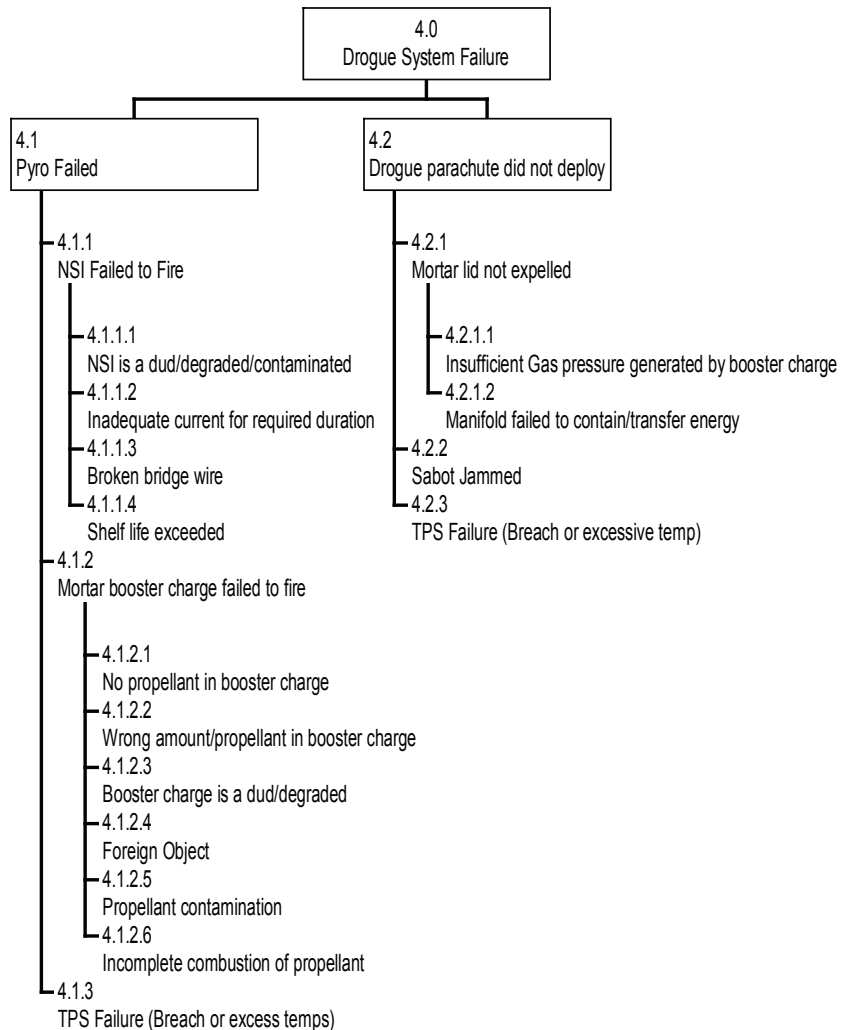 4.0
Drogue System Failure
4.1
Pyro Failed
4.2
Drogue parachute did not deploy
4.1.1
NSI Failed to Fire
4.1.1.1
NSI is a dud/degraded/contaminated
4.1.1.2
Inadequate current for required duration
4.1.1.3
Broken bridge wire
4.1.1.4
Shelf life exceeded
4.1.2
Mortar booster charge failed to fire
4.1.2.1
No propellant in booster charge
4.1.2.2
Wrong amount/propellant in booster charge
4.1.2.3
Booster charge is a dud/degraded
4.1.2.4
Foreign Object
4.1.2.5
Propellant contamination
4.1.2.6
Incomplete combustion of propellant
4.1.3
TPS Failure (Breach or excess temps)
4.2.1
Mortar lid not expelled
4.2.1.1
Insufficient Gas pressure generated by booster charge
4.2.1.2
Manifold failed to contain/transfer energy
4.2.2
Sabot Jammed
4.2.3
TPS Failure (Breach or excessive temp)